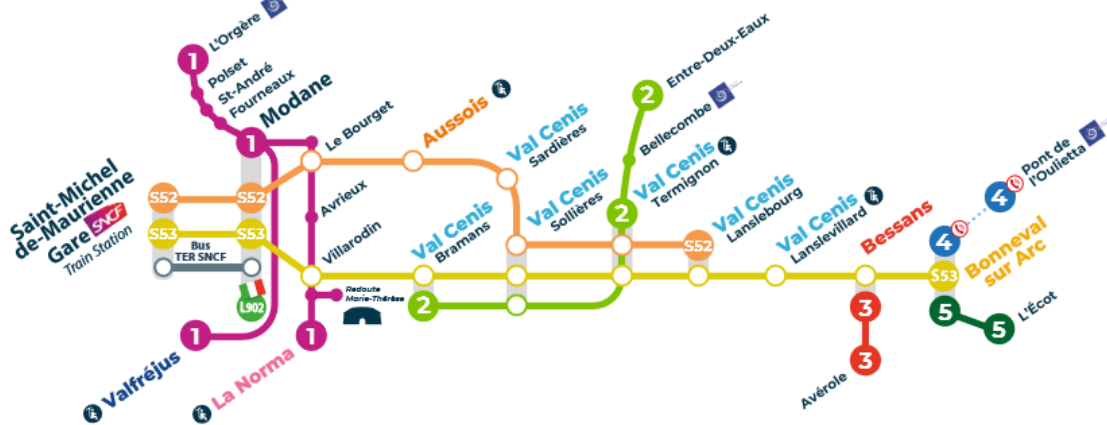 L'Orgère
1
Polset
St-André
Fourneaux
1
Modane
Le Bourget
Avrieux
Villarodin
Redoute
Marie-Thérèse
Saint-Michel
de-Maurienne
Gare SNCF
Train Station
S52
S52
S53
S53
Bus
TER SNCF
L902
1
Valfréjus
1
La Norma
Aussois
Val Cenis
Sardières
Val Cenis
Sollières
Val Cenis
Bramans
2
2
Entre-Deux-Eaux
Bellecombe
2
Val Cenis
Termignon
S52
Val Cenis
Lanslebourg
Val Cenis
Lanslevillard
Bessans
3
3
Avérole
4
Pont de
l'Oulietta
4
S53
Bonneval
sur Arc
5
5
L'Écot